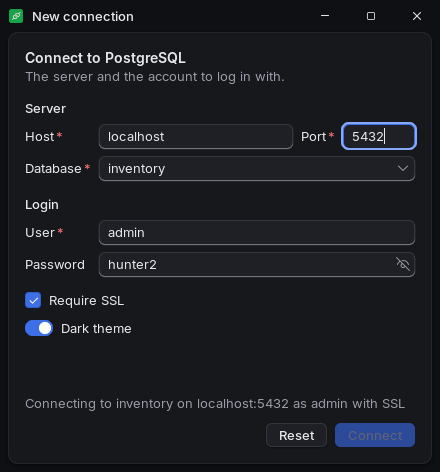 New connection
Connect to PostgreSQL
The server and the account to log in with.
Server
Host* localhost Port* 5432
Database* inventory
Login
User* admin
Password hunter2
Require SSL
Dark theme
Connecting to inventory on localhost:5432 as admin with SSL
Reset Connect